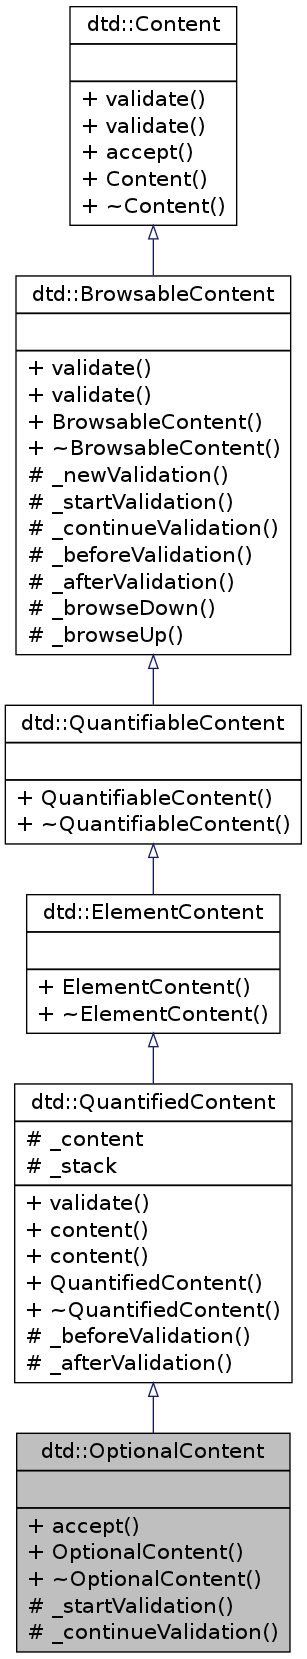 dtd::Content
+ validate()
+ validate()
+ accept()
+ Content()
+ ~Content()
dtd::BrowsableContent
+ validate()
+ validate()
+ BrowsableContent()
+ ~BrowsableContent()
# _newValidation()
# _startValidation()
# _continueValidation()
# _beforeValidation()
# _afterValidation()
# _browseDown()
# _browseUp()
dtd::QuantifiableContent
+ QuantifiableContent()
+ ~QuantifiableContent()
dtd::ElementContent
+ ElementContent()
+ ~ElementContent()
dtd::QuantifiedContent
# _content
# _stack
+ validate()
+ content()
+ content()
+ QuantifiedContent()
+ ~QuantifiedContent()
# _beforeValidation()
# _afterValidation()
dtd::OptionalContent
+ accept()
+ OptionalContent()
+ ~OptionalContent()
# _startValidation()
# _continueValidation()